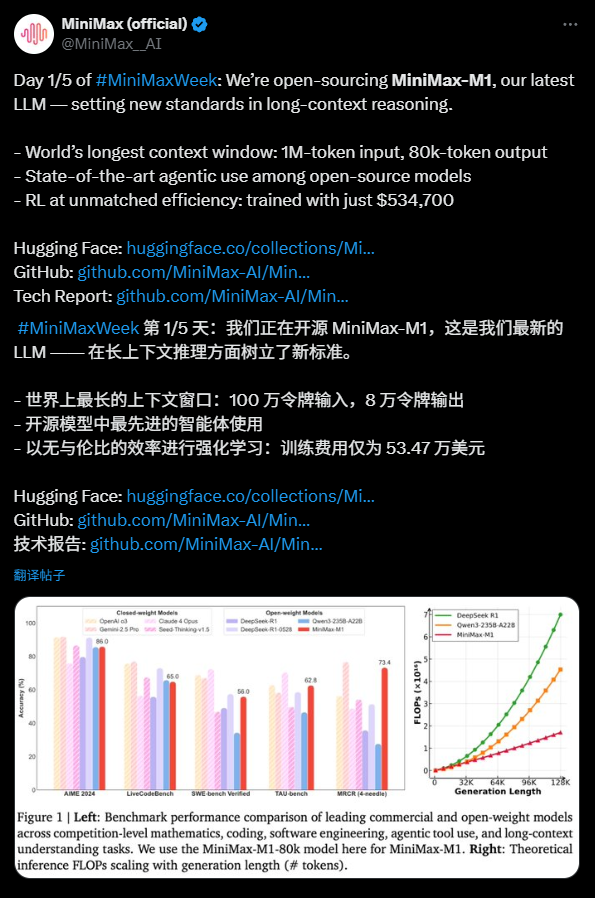 MiniMax (official)
@MiniMax__AI
Day 1/5 of #MiniMaxWeek: We’re open-sourcing MiniMax-M1, our latest
LLM — setting new standards in long-context reasoning.
- World’s longest context window: 1M-token input, 80k-token output
- State-of-the-art agentic use among open-source models
- RL at unmatched efficiency: trained with just $534,700
Hugging Face: huggingface.co/collections/Mi...
GitHub: github.com/MiniMax-AI/Min...
Tech Report: github.com/MiniMax-AI/Min...
#MiniMaxWeek 第 1/5 天：我们正在开源 MiniMax-M1，这是我们最新的
LLM —— 在长上下文推理方面树立了新标准。
- 世界上最长的上下文窗口：100 万令牌输入，8 万令牌输出
- 开源模型中最先进的智能体使用
- 以无与伦比的效率进行强化学习：训练费用仅为 53.47 万美元
Hugging Face: huggingface.co/collections/Mi...
GitHub: github.com/MiniMax-AI/Min...
技术报告: github.com/MiniMax-AI/Min...
翻译帖子
Closed-weight Models
OpenAI o3
Claude 4 Opus
Gemini-2.5 Pro
Seed-Thinking-v1.5
Open-weight Models
DeepSeek-R1
Qwen3-235B-A22B
DeepSeek-R1-0528
MiniMax-M1
Accuracy (%)
100
80
60
40
20
0
86.0
65.0
56.0
62.8
73.4
AIME 2024
LiveCodeBench
SWE-bench Verified
TAU-bench
MRCR (4-needle)
DeepSeek R1
Qwen3-235B-A22B
MiniMax-M1
FLOPs (×10¹⁶)
7
6
5
4
3
2
1
0
0 32K 64K 96K 128K
Generation Length
Figure 1 | Left: Benchmark performance comparison of leading commercial and open-weight models
across competition-level mathematics, coding, software engineering, agentic tool use, and long-context
understanding tasks. We use the MiniMax-M1-80k model here for MiniMax-M1. Right: Theoretical
inference FLOPs scaling with generation length (# tokens).